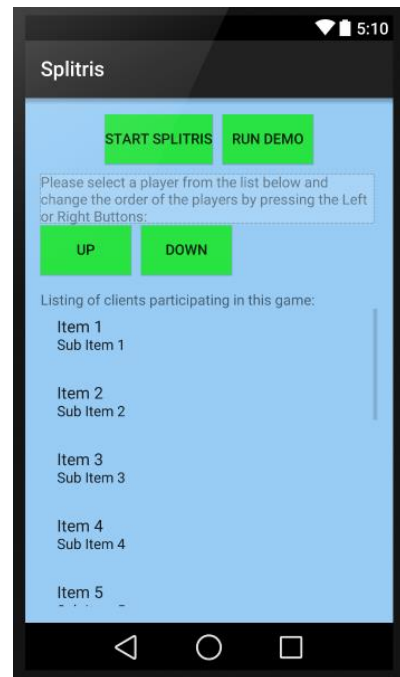 5:10
Splitris
START SPLITRIS RUN DEMO
Please select a player from the list below and
change the order of the players by pressing the Left
or Right Buttons:
UP DOWN
Listing of clients participating in this game:
Item 1
Sub Item 1
Item 2
Sub Item 2
Item 3
Sub Item 3
Item 4
Sub Item 4
Item 5